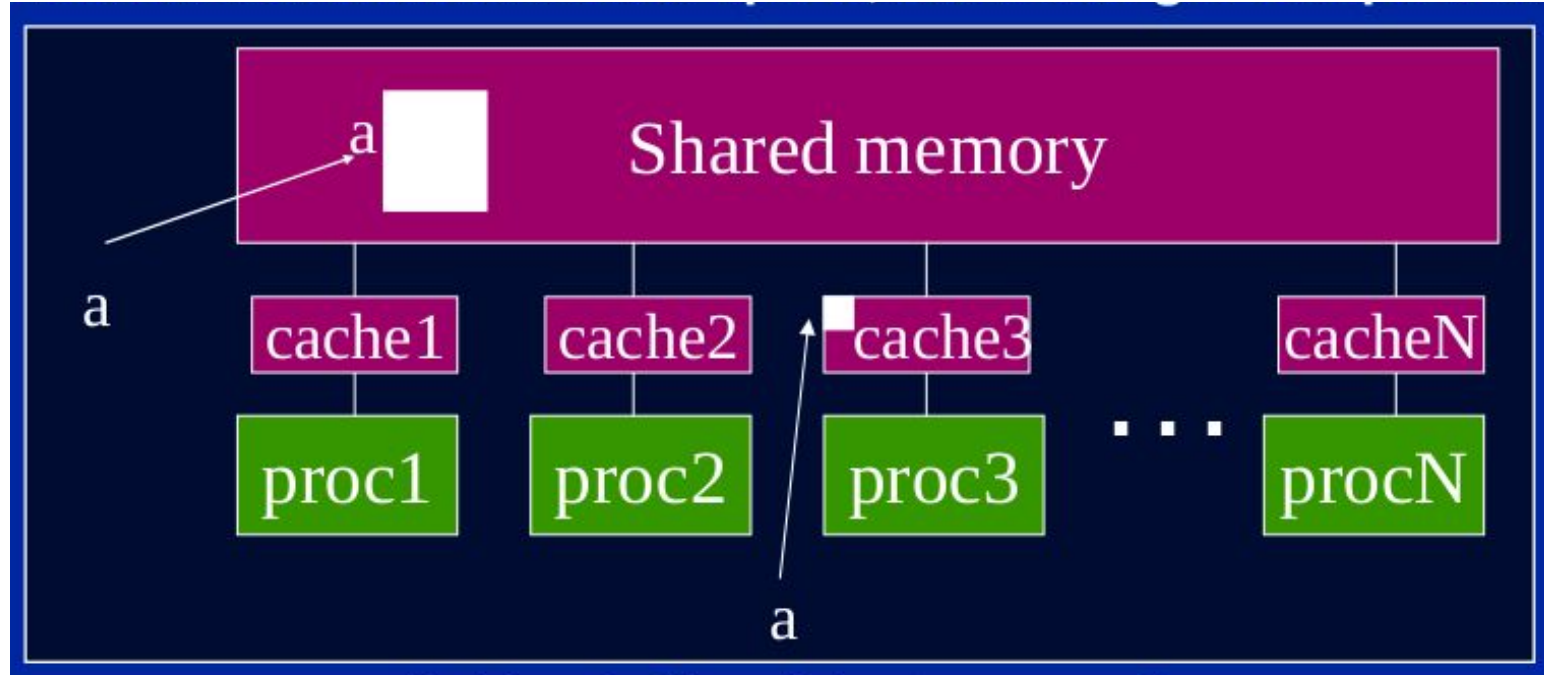 a
Shared memory
a
cache1 cache2 cache3 cacheN
proc1 proc2 proc3 ... procN
a